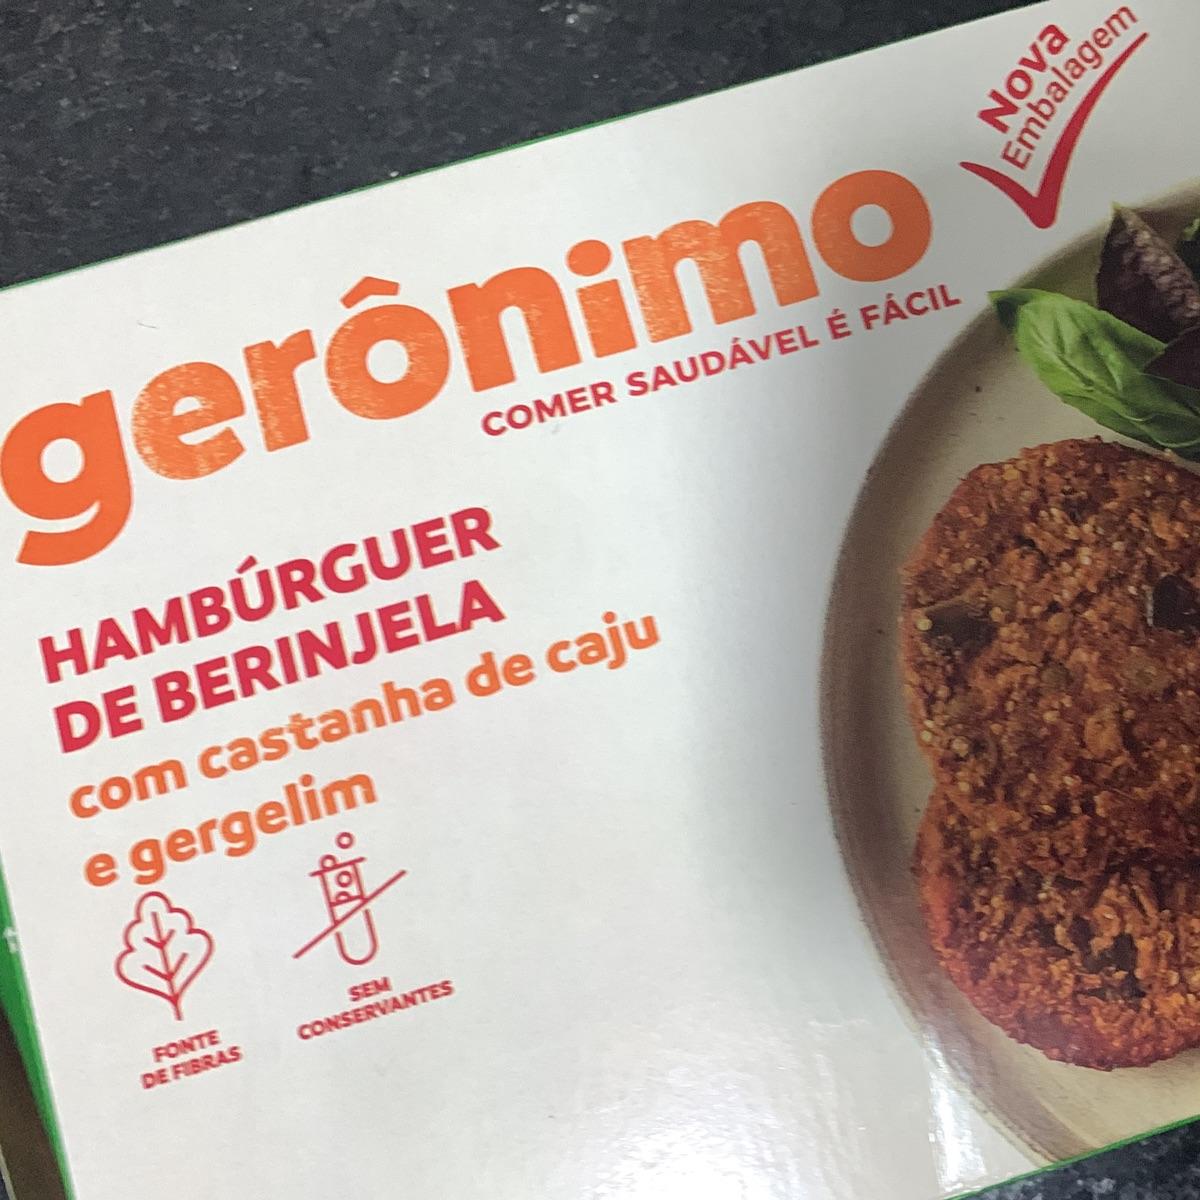 Nova
Embalagem
gerônimo
COMER SAUDÁVEL É FÁCIL
HAMBÚRGUER
DE BERINJELA
com castanha de caju
e gergelim
FONTE
DE FIBRAS
SEM
CONSERVANTES